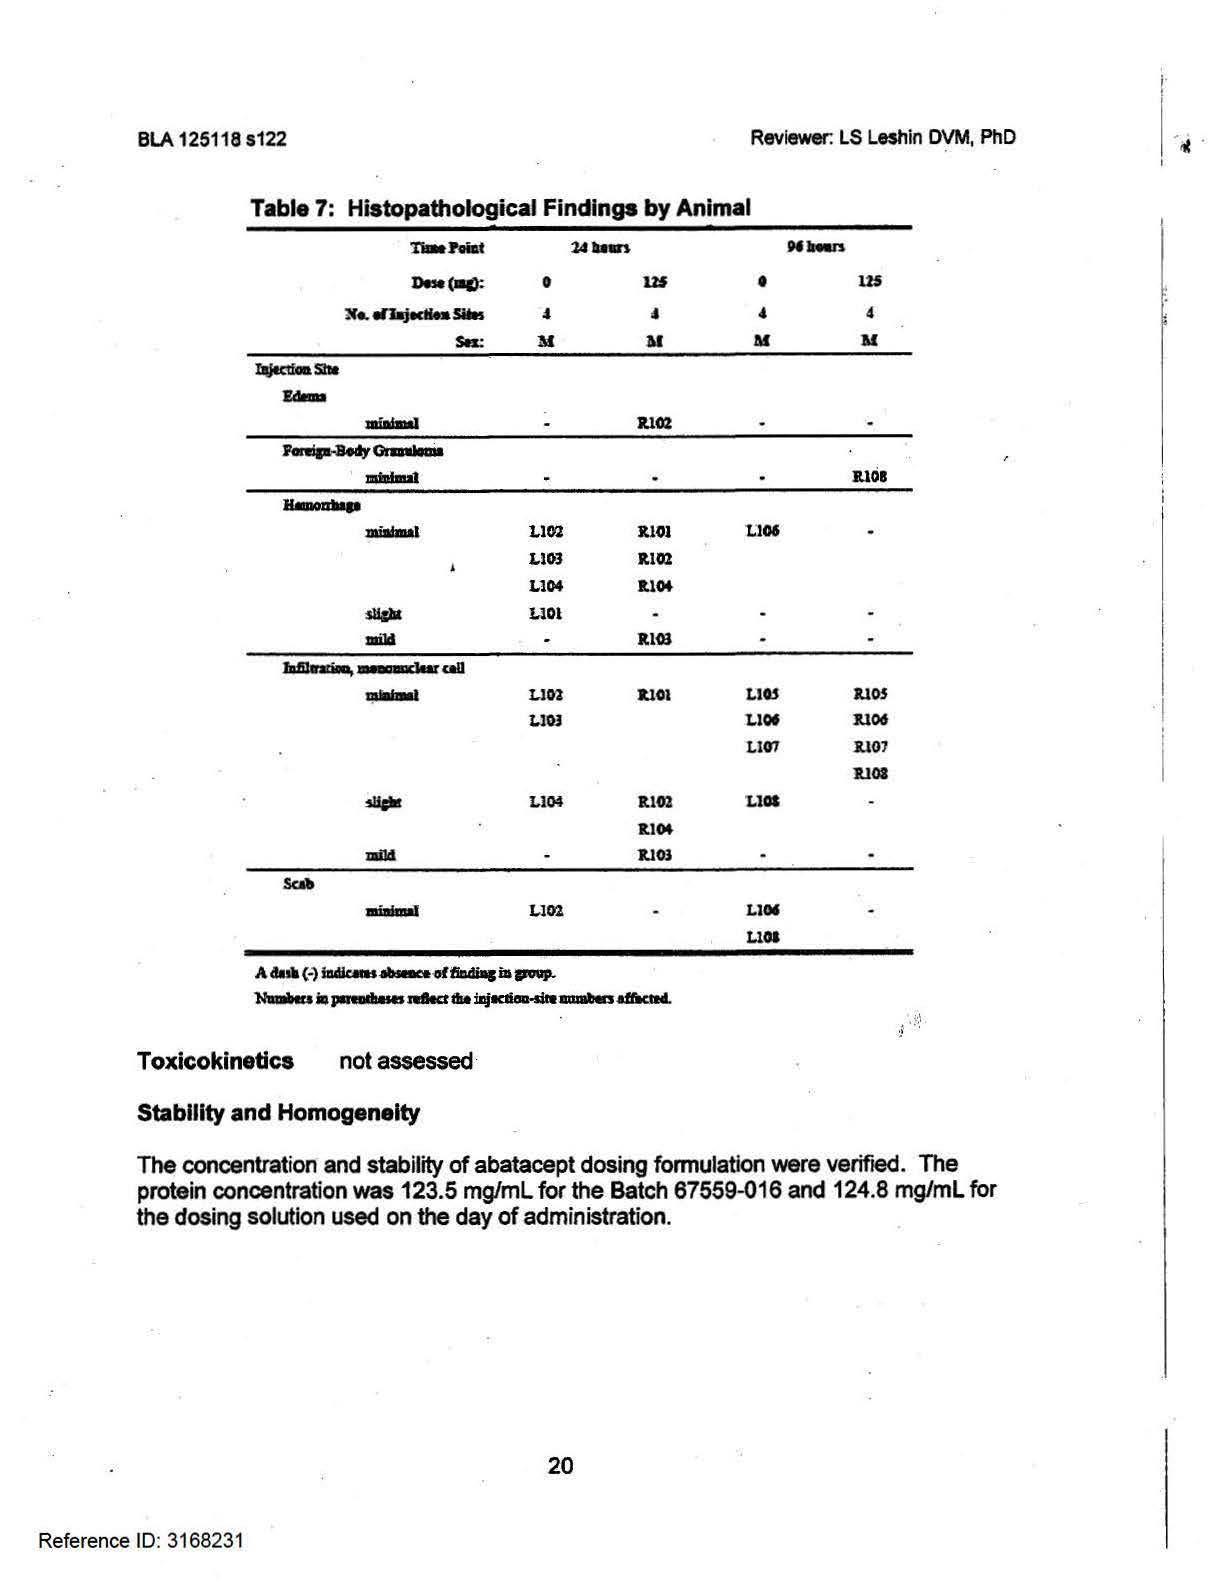 BLA 125118 s122 Reviewer: LS Leshin DVM, PhD
Table 7: Histopathological Findings by Animal
Time Point 24 hours 96 hours
Dose (mg): 0 125 0 125
No. of Injection Sites 4 4 4 4
Sex: M M M M
Injection Site
Edema
minimal - R102 - -
Foreign-Body Granuloma
minimal - - - R108
Hemorrhage
minimal L102 R101 L106 -
L103 R102
L104 R104
slight L101 - - -
mild - R103 - -
Infiltration, mononuclear cell
minimal L102 R101 L105 R105
L103 L106 R106
L107 R107
R108
slight L104 R102 L108 -
R104
mild - R103 - -
Scab
minimal L102 - L106 -
L108
A dash (-) indicates absence of finding in group.
Numbers in parentheses reflect the injection-site numbers affected.
Toxicokinetics not assessed
Stability and Homogeneity
The concentration and stability of abatacept dosing formulation were verified. The
protein concentration was 123.5 mg/mL for the Batch 67559-016 and 124.8 mg/mL for
the dosing solution used on the day of administration.
20
Reference ID: 3168231